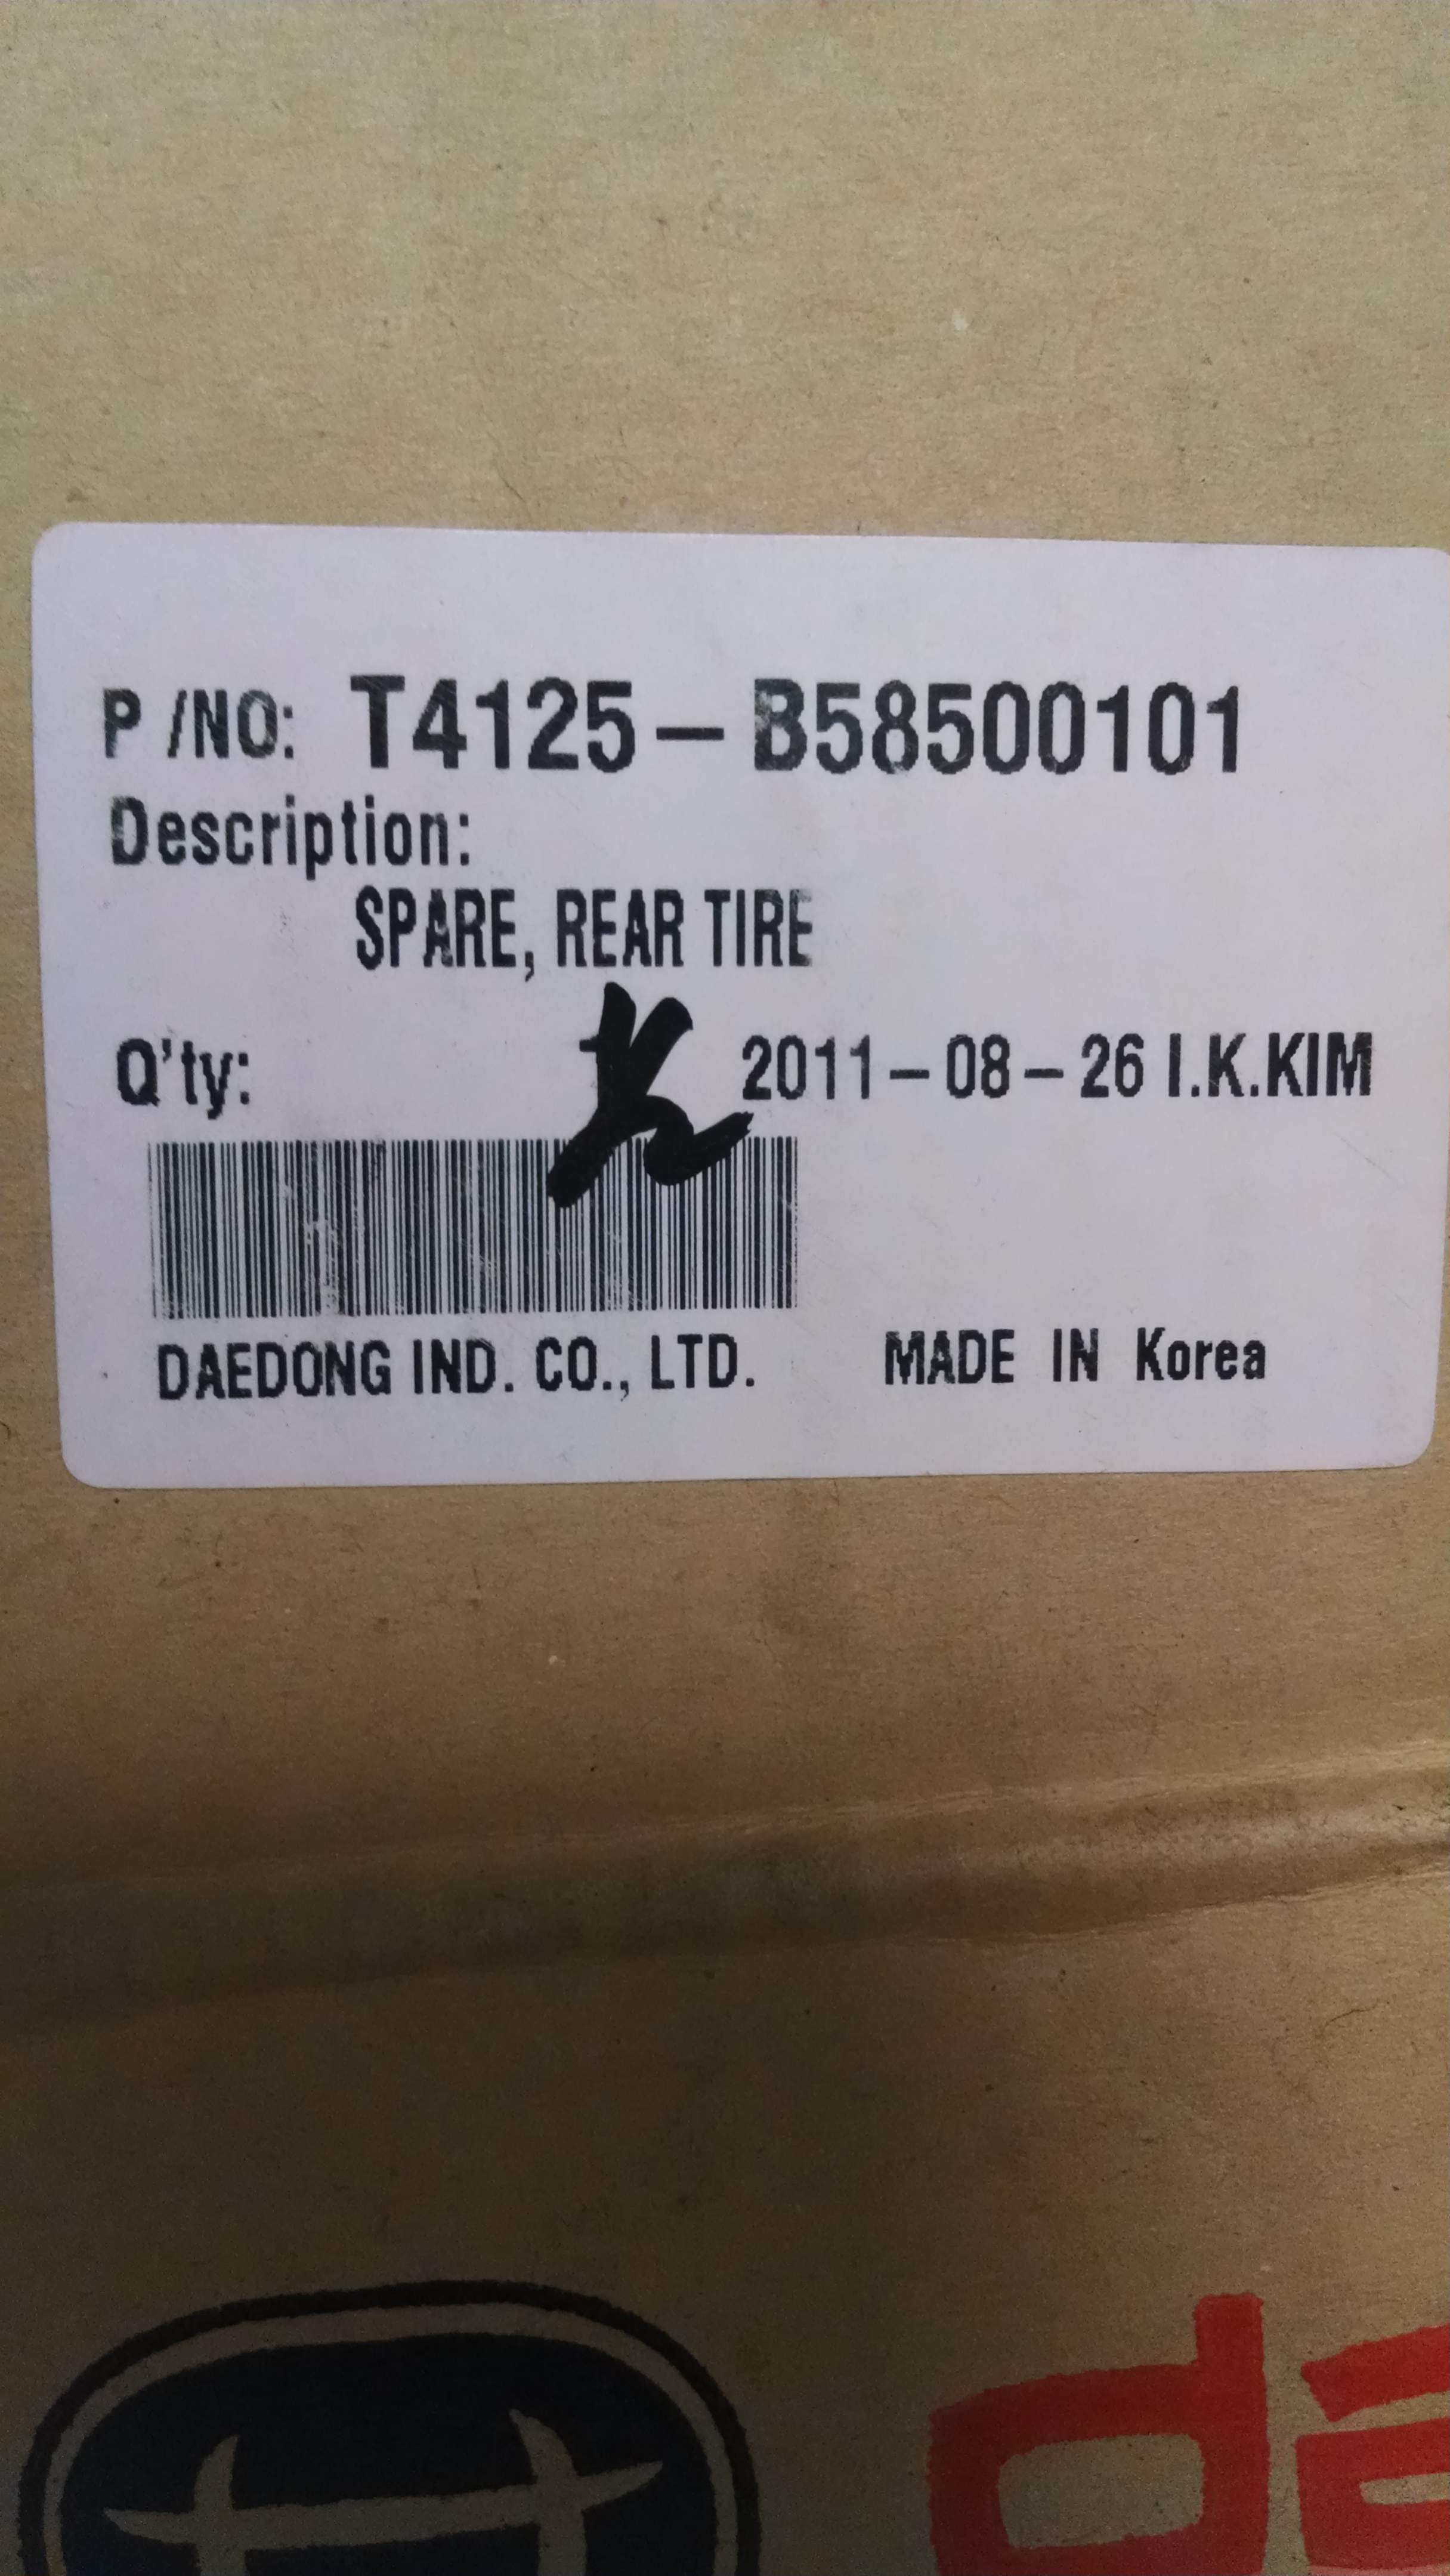 P /NO: T4125-B58500101
Description:
SPARE, REAR TIRE
Q'ty: 2011-08-26 I.K.KIM
DAEDONG IND. CO., LTD. MADE IN Korea